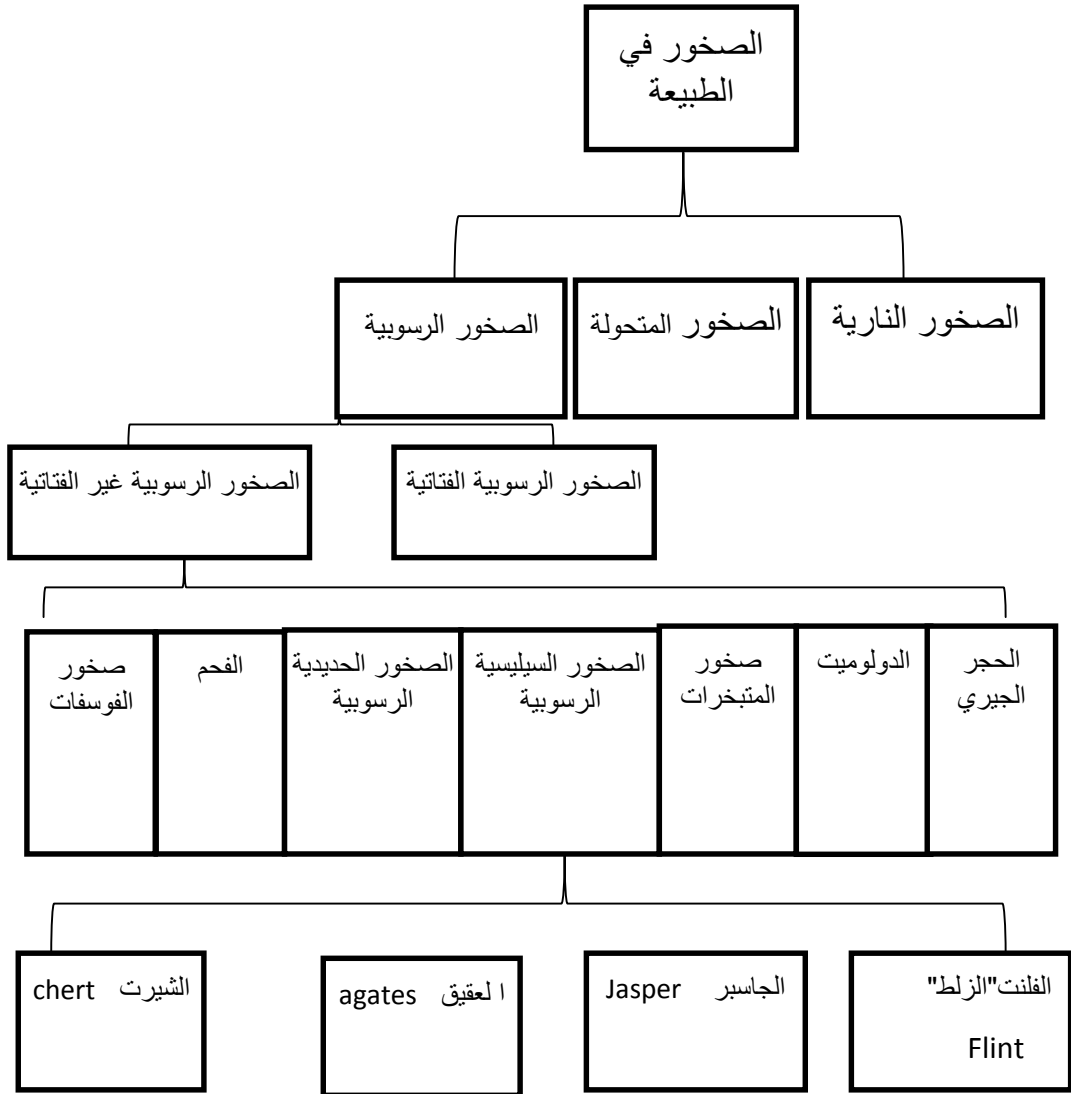 الصخور في
الطبيعة
الصخور النارية
الصخور المتحولة
الصخور الرسوبية
الصخور الرسوبية الفتاتية
الصخور الرسوبية غير الفتاتية
الحجر
الجيري
الدولوميت
صخور
المتبخرات
الصخور السيليسية
الرسوبية
الصخور الحديدية
الرسوبية
الفحم
صخور
الفوسفات
الفلنت"الزلط"
Flint
الجاسبر Jasper
ا لعقيق agates
الشيرت chert